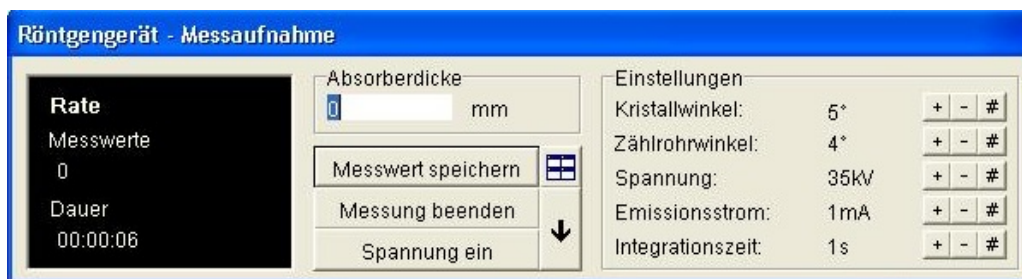 Röntgengerät - Messaufnahme
Rate
Messwerte
0
Dauer
00:00:06
Absorberdicke
0 mm
Messwert speichern
Messung beenden
Spannung ein
Einstellungen
Kristallwinkel: 5° + - #
Zählrohrwinkel: 4° + - #
Spannung: 35kV + - #
Emissionsstrom: 1mA + - #
Integrationszeit: 1s + - #